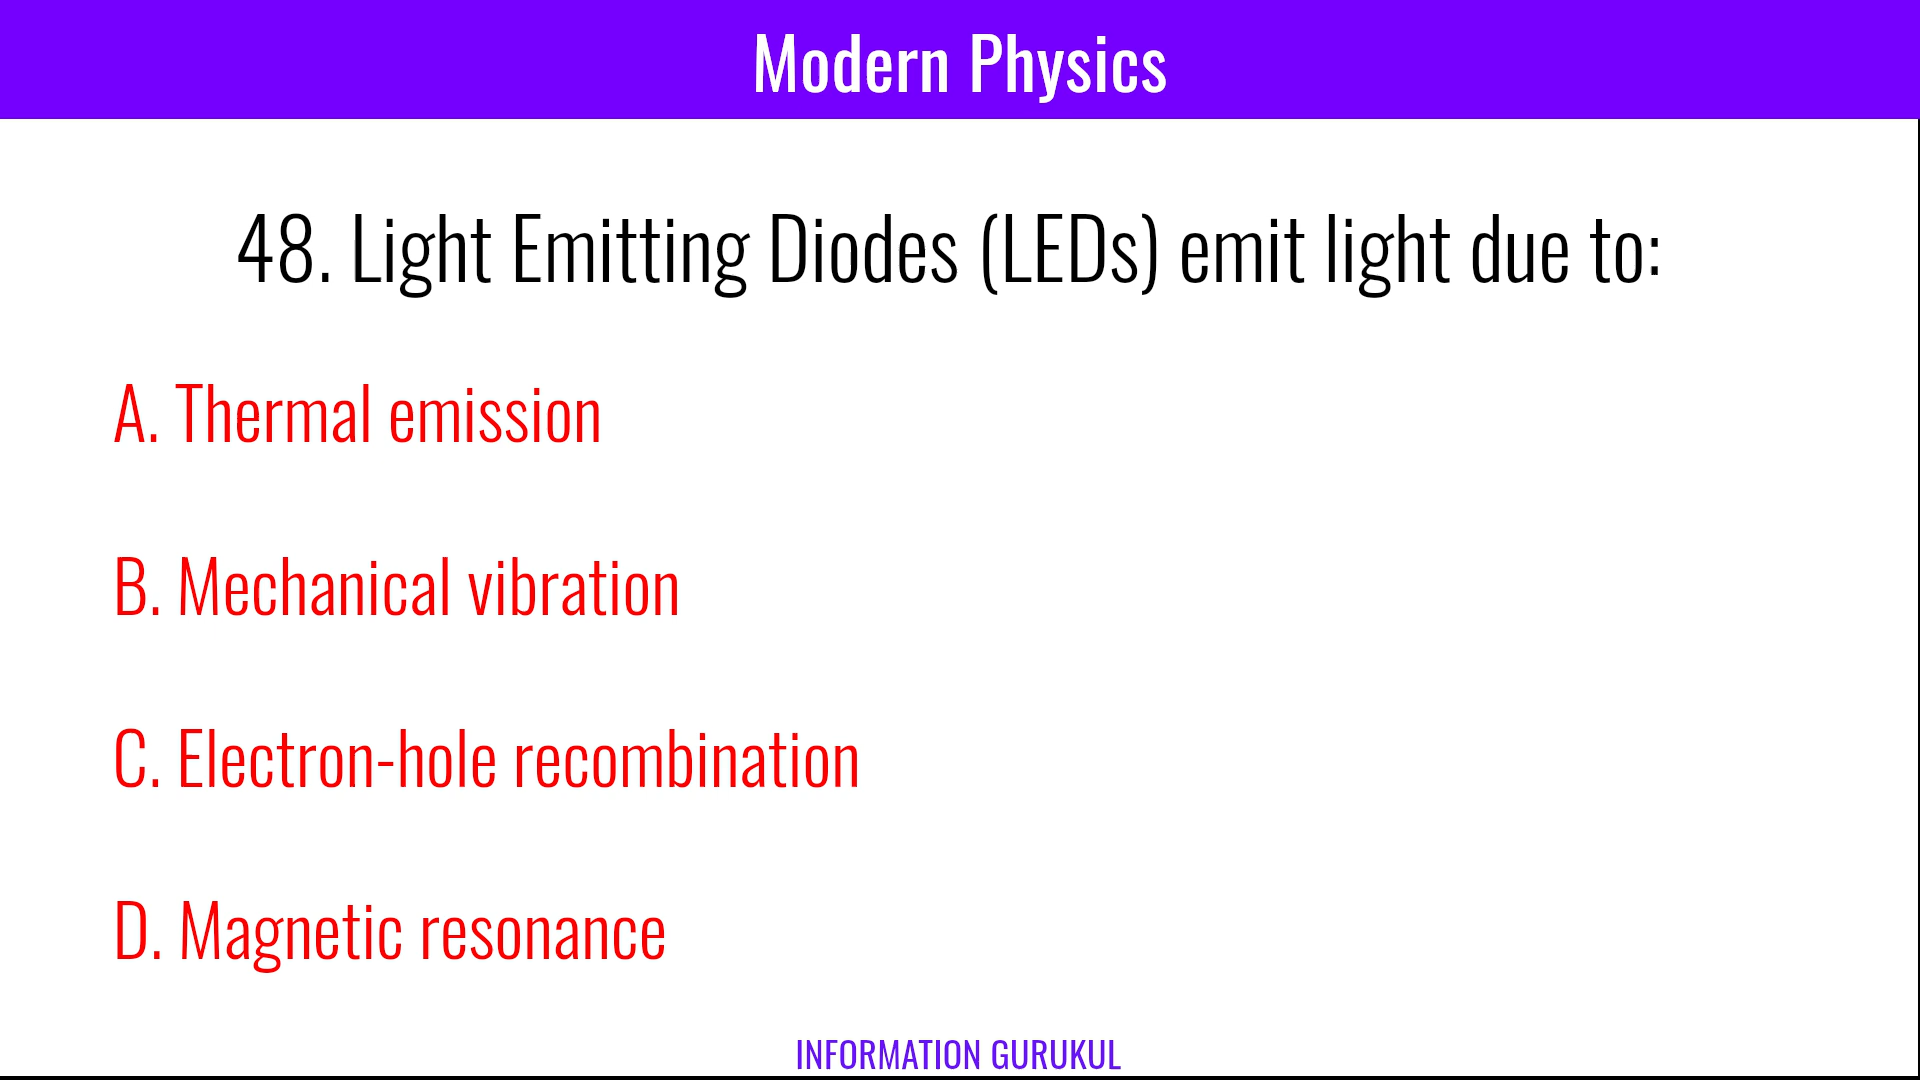 Modern Physics
48. Light Emitting Diodes (LEDs) emit light due to:
A. Thermal emission
B. Mechanical vibration
C. Electron-hole recombination
D. Magnetic resonance
INFORMATION GURUKUL